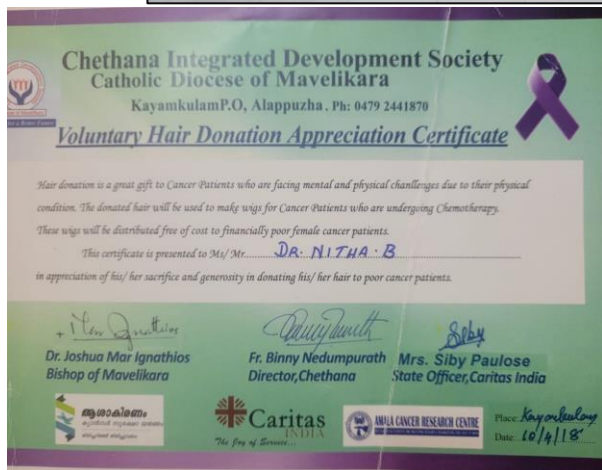 Chethana Integrated Development Society
Catholic Diocese of Mavelikara
KayamkulamP.O, Alappuzha, Ph: 0479 2441870
Voluntary Hair Donation Appreciation Certificate
Hair donation is a great gift to Cancer Patients who are facing mental and physical chanllenges due to their physical
condition. The donated hair will be used to make wigs for Cancer Patients who are undergoing Chemotherapy.
These wigs will be distributed free of cost to financially poor female cancer patients.
This certificate is presented to Ms/ Mr........ DR. NITHA. B
in appreciation of his/ her sacrifice and generosity in donating his/ her hair to poor cancer patients.
Dr. Joshua Mar Ignathios
Bishop of Mavelikara
Fr. Binny Nedumpurath
Director,Chethana
Mrs. Siby Paulose
State Officer,Caritas India
ആശാകിരണം
Caritas
INDIA
The Joy of Service...
AMALA CANCER RESEARCH CENTRE
Place: Kayamkulam
Date: 10/4/18